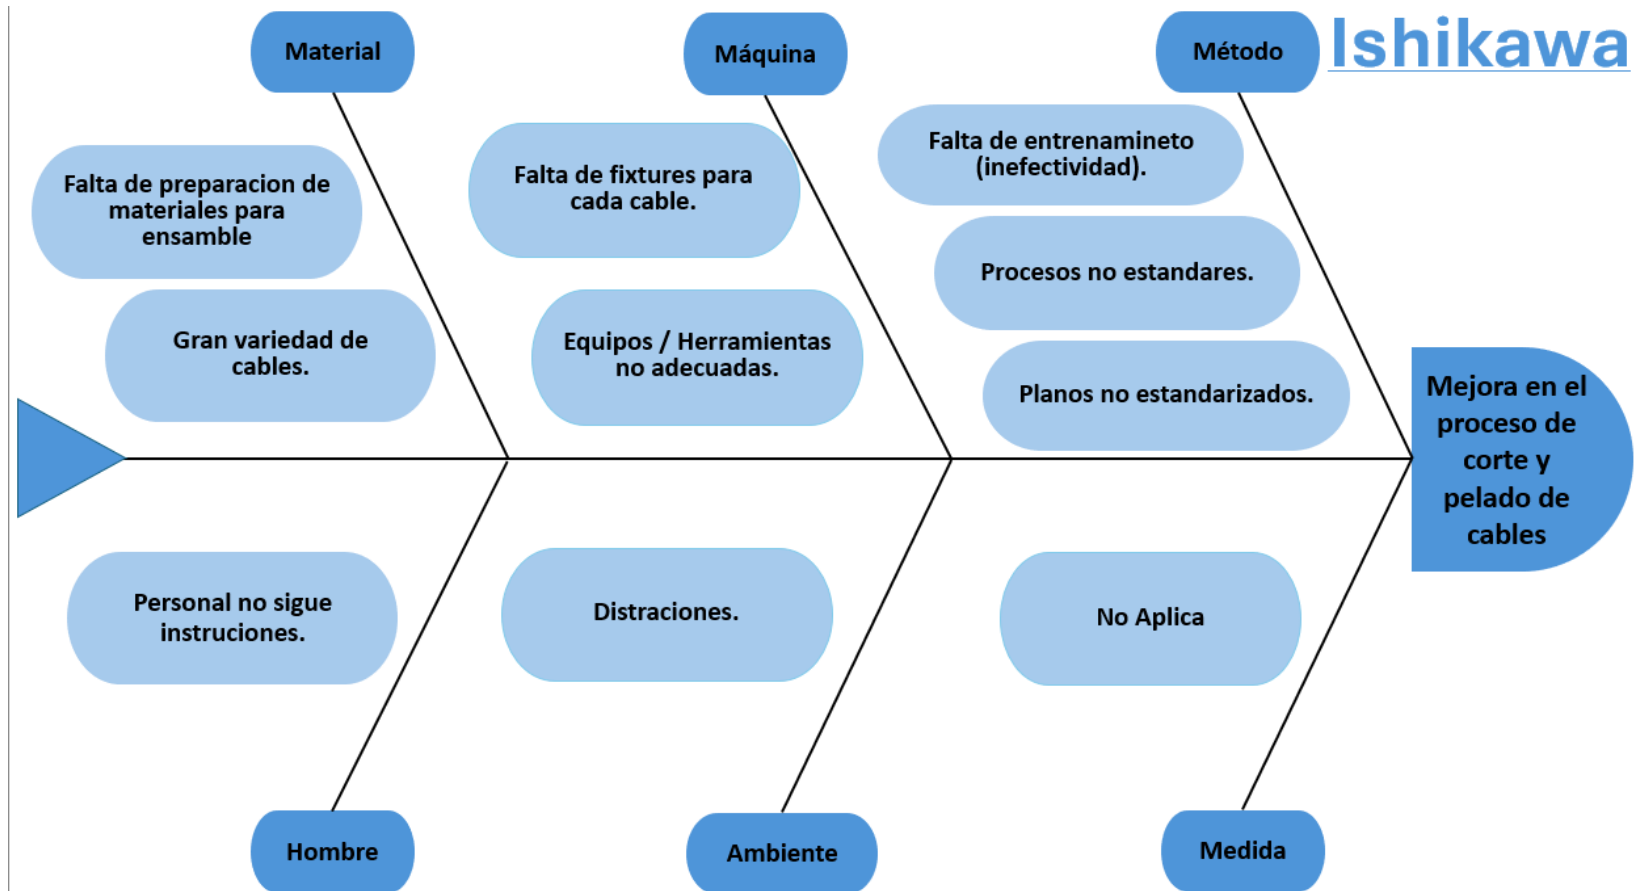 Material
Máquina
Método
Ishikawa
Falta de preparacion de
materiales para
ensamble
Gran variedad de
cables.
Falta de fixtures para
cada cable.
Equipos / Herramientas
no adecuadas.
Falta de entrenamineto
(inefectividad).
Procesos no estandares.
Planos no estandarizados.
Mejora en el
proceso de
corte y
pelado de
cables
Personal no sigue
instruciones.
Distraciones.
No Aplica
Hombre
Ambiente
Medida